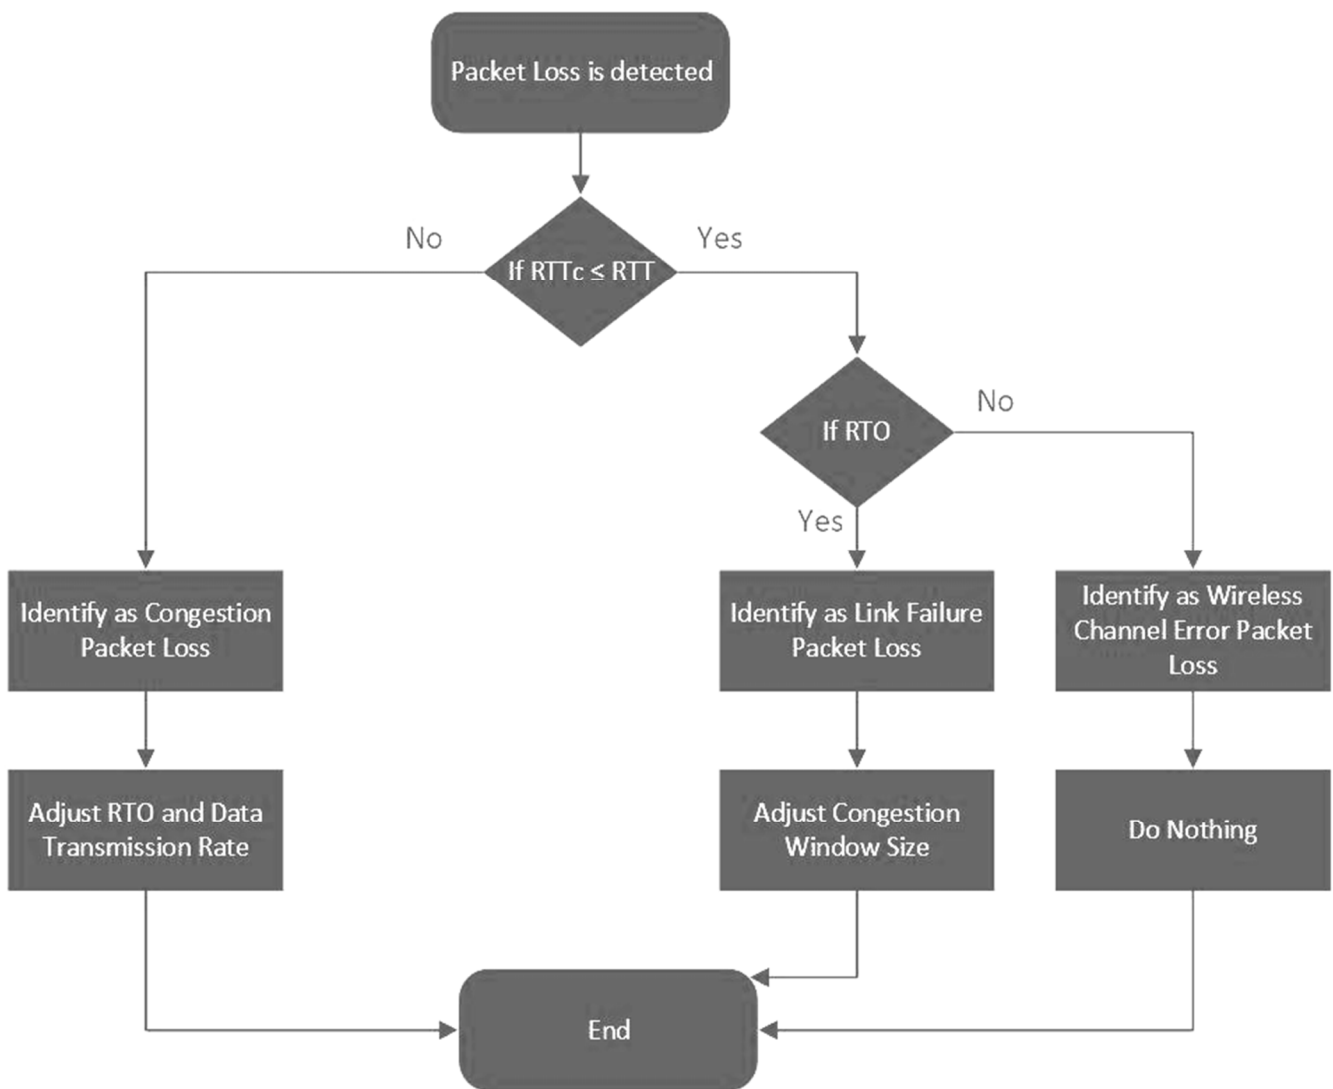 Packet Loss is detected
No
Yes
If RTTc ≤ RTT
No
If RTO
Yes
Identify as Congestion
Packet Loss
Identify as Link Failure
Packet Loss
Identify as Wireless
Channel Error Packet
Loss
Adjust RTO and Data
Transmission Rate
Adjust Congestion
Window Size
Do Nothing
End